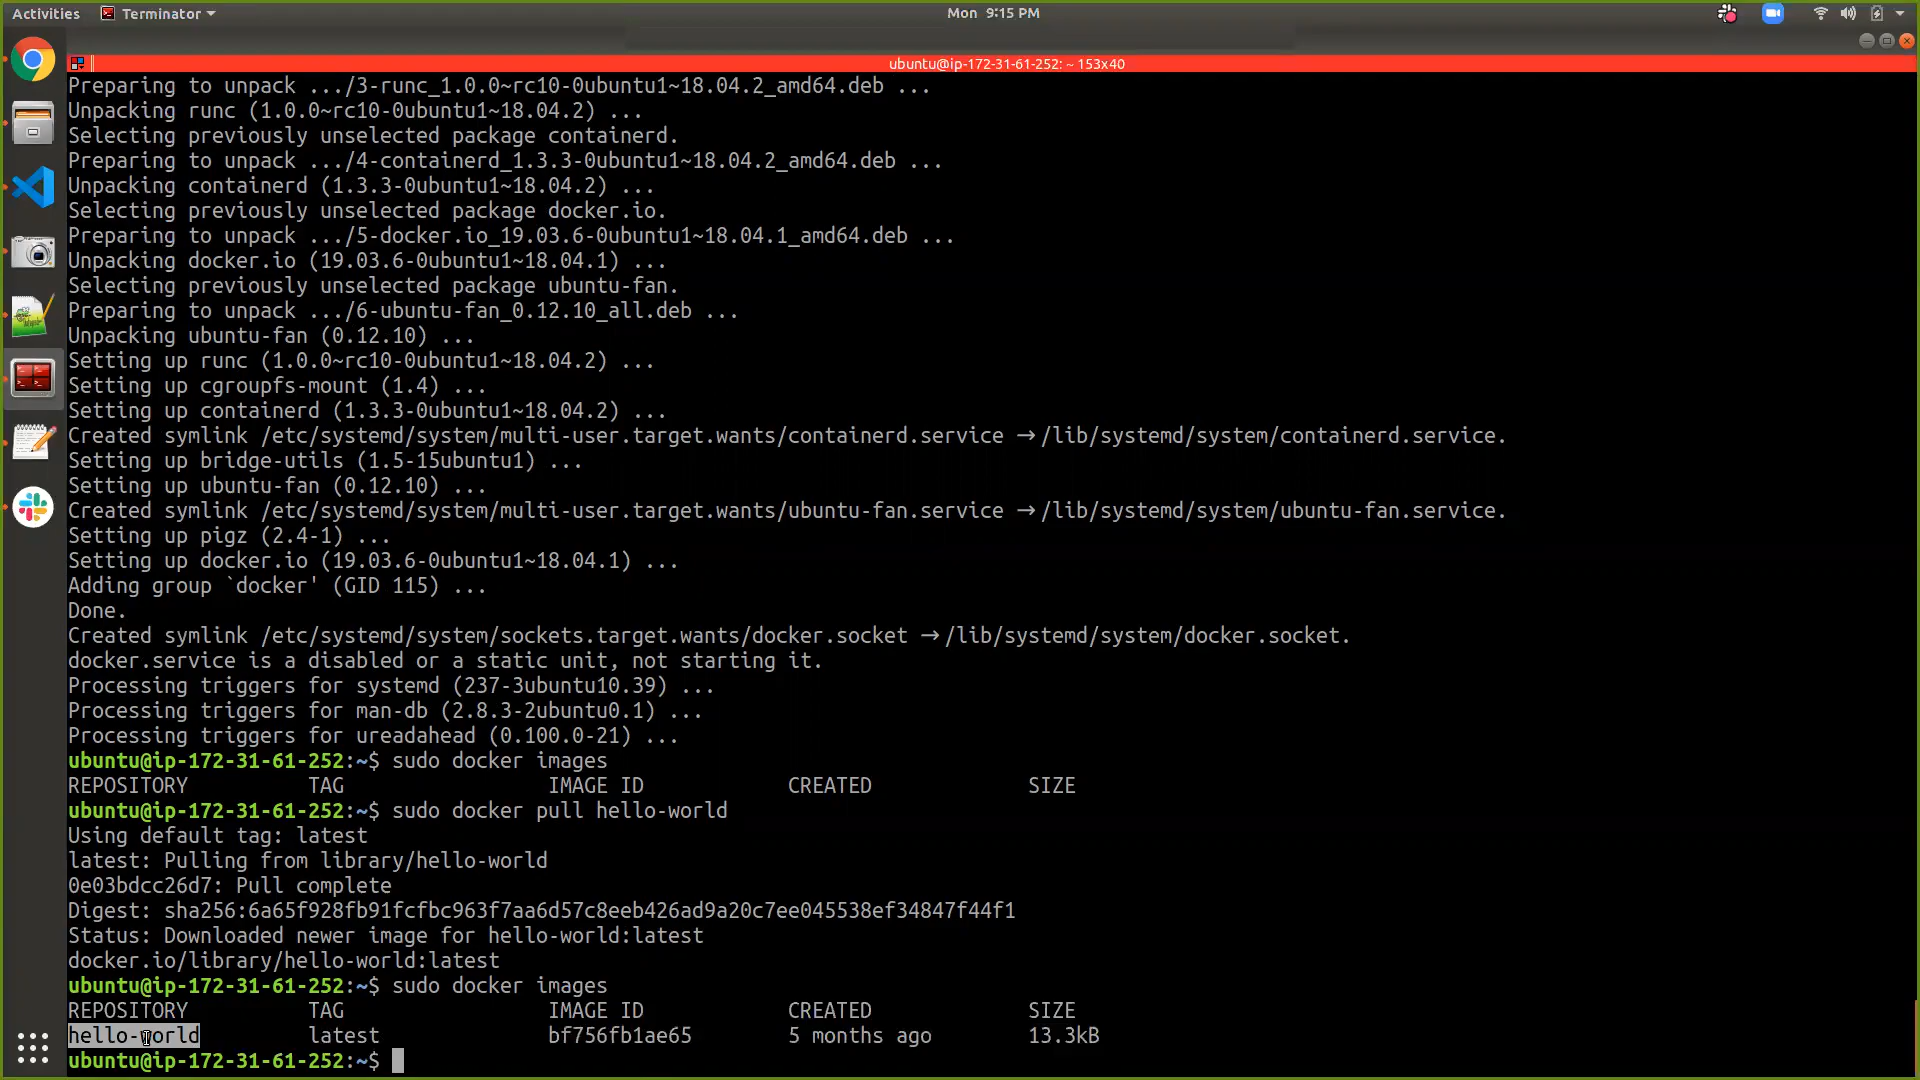 Activities Terminator Mon 9:15 PM
ubuntu@ip-172-31-61-252: ~ 153x40
Preparing to unpack .../3-runc_1.0.0~rc10-0ubuntu1~18.04.2_amd64.deb ...
Unpacking runc (1.0.0~rc10-0ubuntu1~18.04.2) ...
Selecting previously unselected package containerd.
Preparing to unpack .../4-containerd_1.3.3-0ubuntu1~18.04.2_amd64.deb ...
Unpacking containerd (1.3.3-0ubuntu1~18.04.2) ...
Selecting previously unselected package docker.io.
Preparing to unpack .../5-docker.io_19.03.6-0ubuntu1~18.04.1_amd64.deb ...
Unpacking docker.io (19.03.6-0ubuntu1~18.04.1) ...
Selecting previously unselected package ubuntu-fan.
Preparing to unpack .../6-ubuntu-fan_0.12.10_all.deb ...
Unpacking ubuntu-fan (0.12.10) ...
Setting up runc (1.0.0~rc10-0ubuntu1~18.04.2) ...
Setting up cgroupfs-mount (1.4) ...
Setting up containerd (1.3.3-0ubuntu1~18.04.2) ...
Created symlink /etc/systemd/system/multi-user.target.wants/containerd.service → /lib/systemd/system/containerd.service.
Setting up bridge-utils (1.5-15ubuntu1) ...
Setting up ubuntu-fan (0.12.10) ...
Created symlink /etc/systemd/system/multi-user.target.wants/ubuntu-fan.service → /lib/systemd/system/ubuntu-fan.service.
Setting up pigz (2.4-1) ...
Setting up docker.io (19.03.6-0ubuntu1~18.04.1) ...
Adding group `docker' (GID 115) ...
Done.
Created symlink /etc/systemd/system/sockets.target.wants/docker.socket → /lib/systemd/system/docker.socket.
docker.service is a disabled or a static unit, not starting it.
Processing triggers for systemd (237-3ubuntu10.39) ...
Processing triggers for man-db (2.8.3-2ubuntu0.1) ...
Processing triggers for ureadahead (0.100.0-21) ...
ubuntu@ip-172-31-61-252:~$ sudo docker images
REPOSITORY TAG IMAGE ID CREATED SIZE
ubuntu@ip-172-31-61-252:~$ sudo docker pull hello-world
Using default tag: latest
latest: Pulling from library/hello-world
0e03bdcc26d7: Pull complete
Digest: sha256:6a65f928fb91fcfbc963f7aa6d57c8eeb426ad9a20c7ee045538ef34847f44f1
Status: Downloaded newer image for hello-world:latest
docker.io/library/hello-world:latest
ubuntu@ip-172-31-61-252:~$ sudo docker images
REPOSITORY TAG IMAGE ID CREATED SIZE
hello-world latest bf756fb1ae65 5 months ago 13.3kB
ubuntu@ip-172-31-61-252:~$